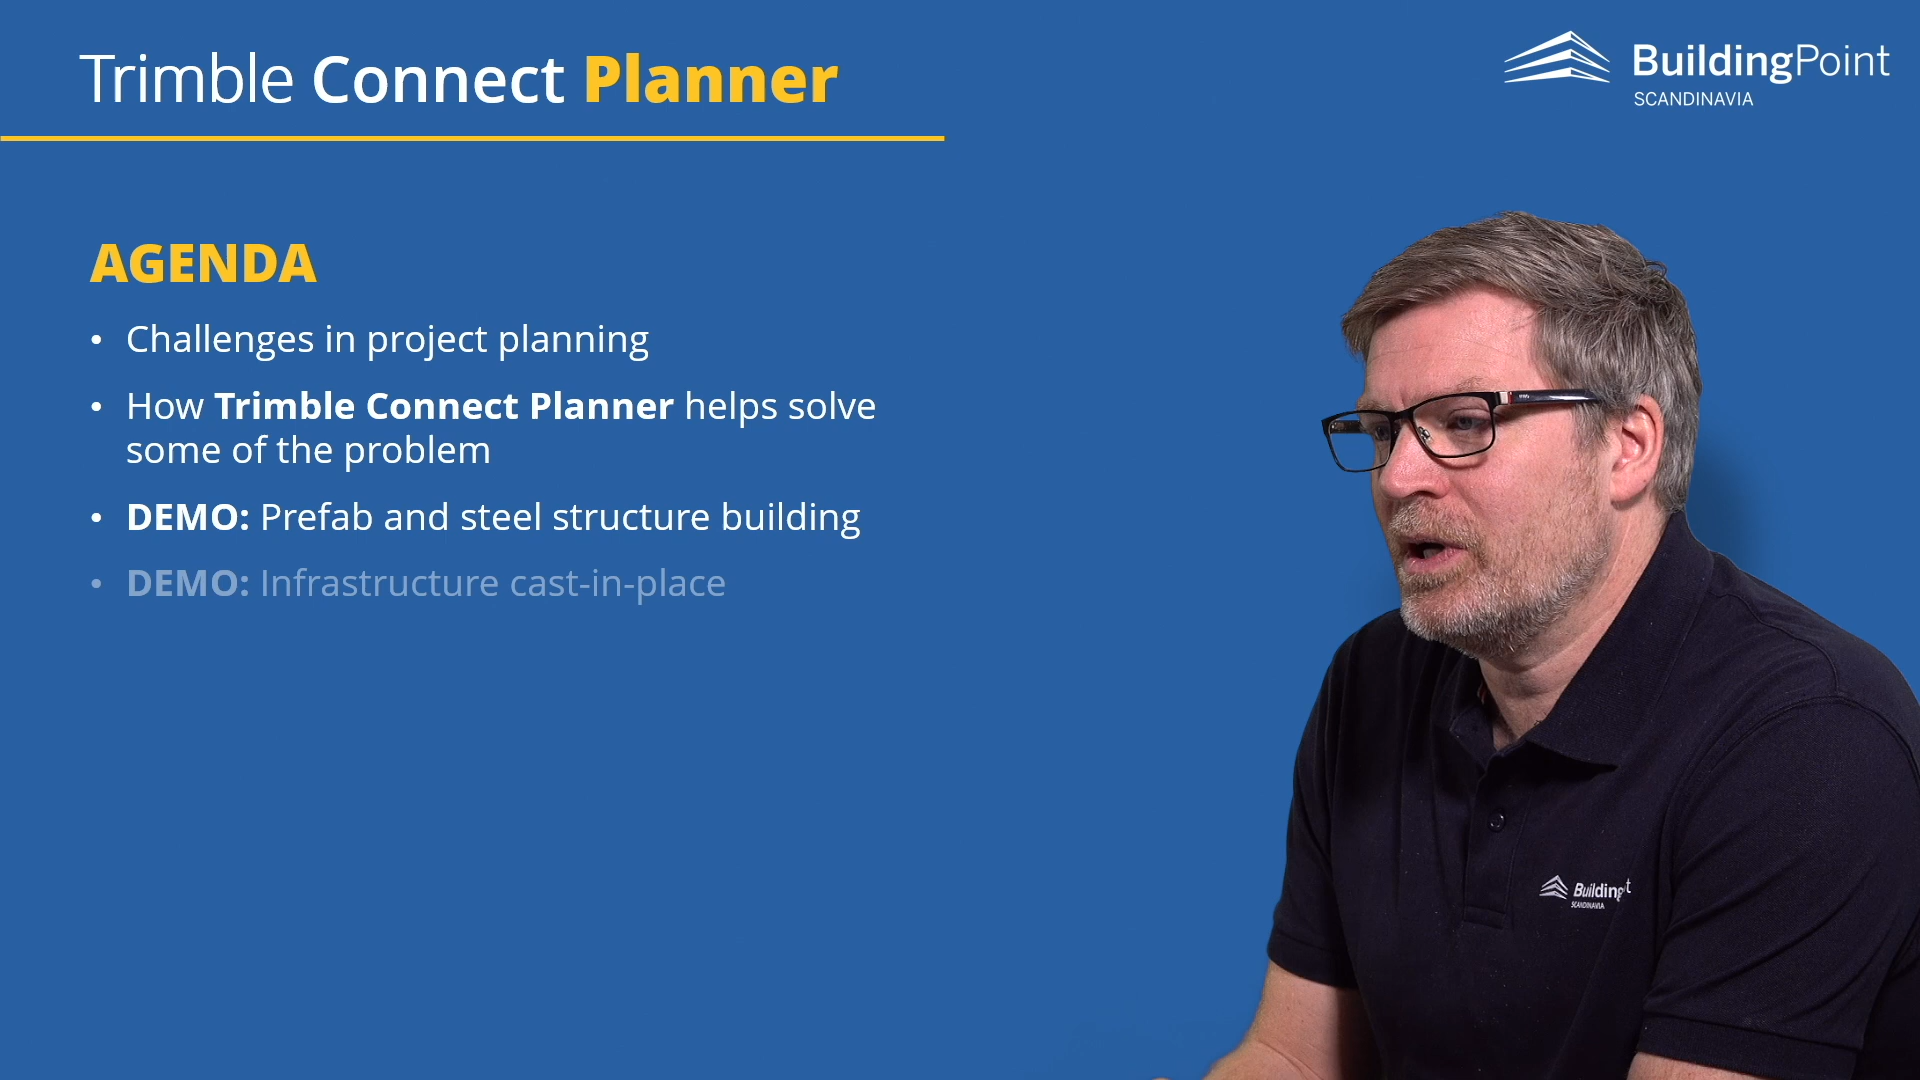 Trimble Connect Planner
BuildingPoint
SCANDINAVIA
AGENDA
• Challenges in project planning
• How Trimble Connect Planner helps solve
some of the problem
• DEMO: Prefab and steel structure building
• DEMO: Infrastructure cast-in-place
SCANDINAVIA